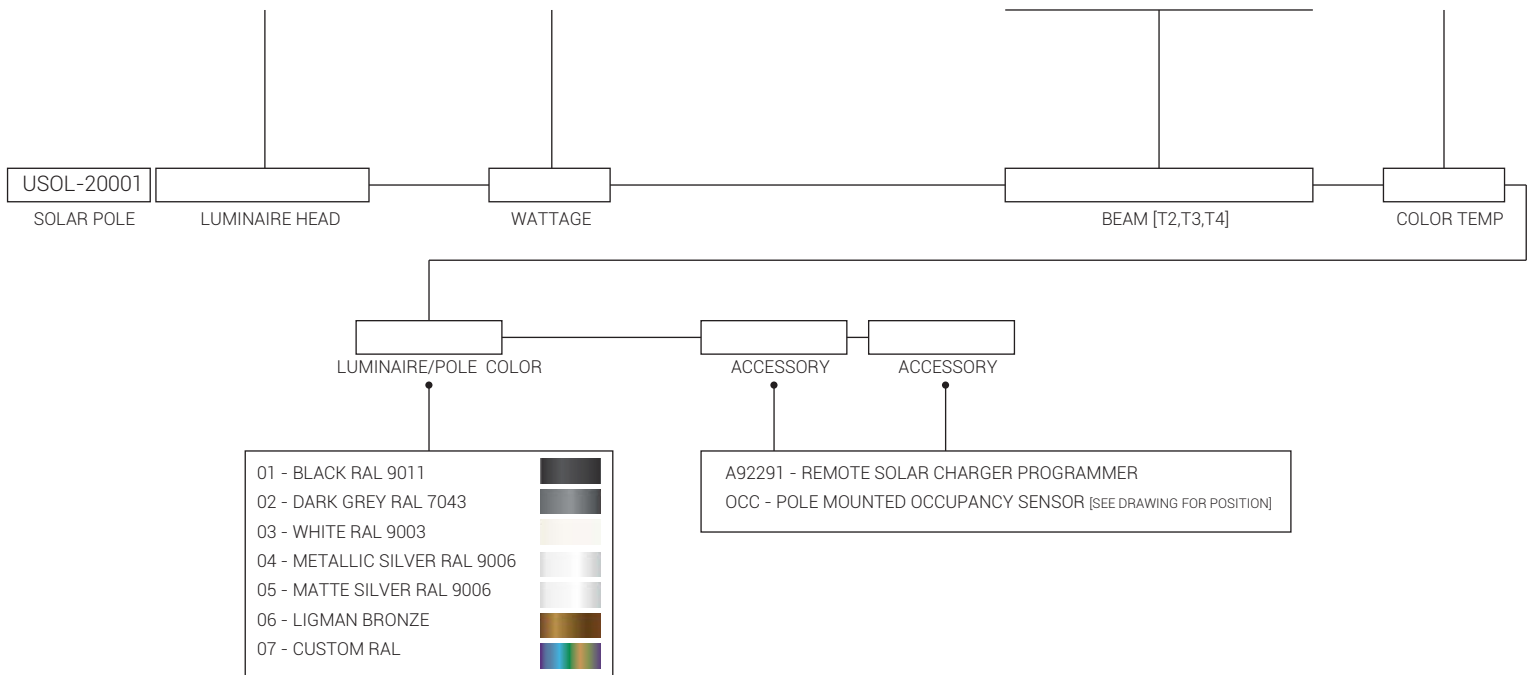 USOL-20001
SOLAR POLE LUMINAIRE HEAD WATTAGE BEAM [T2,T3,T4] COLOR TEMP
LUMINAIRE/POLE COLOR ACCESSORY ACCESSORY
01 - BLACK RAL 9011
02 - DARK GREY RAL 7043
03 - WHITE RAL 9003
04 - METALLIC SILVER RAL 9006
05 - MATTE SILVER RAL 9006
06 - LIGMAN BRONZE
07 - CUSTOM RAL
A92291 - REMOTE SOLAR CHARGER PROGRAMMER
OCC - POLE MOUNTED OCCUPANCY SENSOR [SEE DRAWING FOR POSITION]